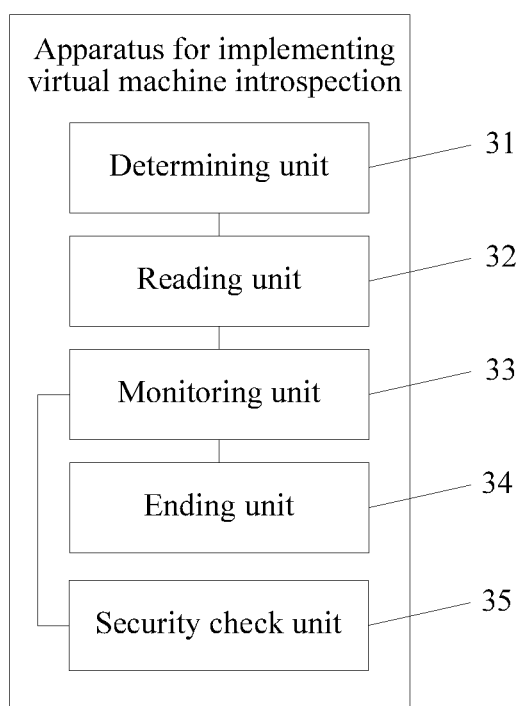 Apparatus for implementing
virtual machine introspection
Determining unit
31
Reading unit
32
Monitoring unit
33
Ending unit
34
Security check unit
35